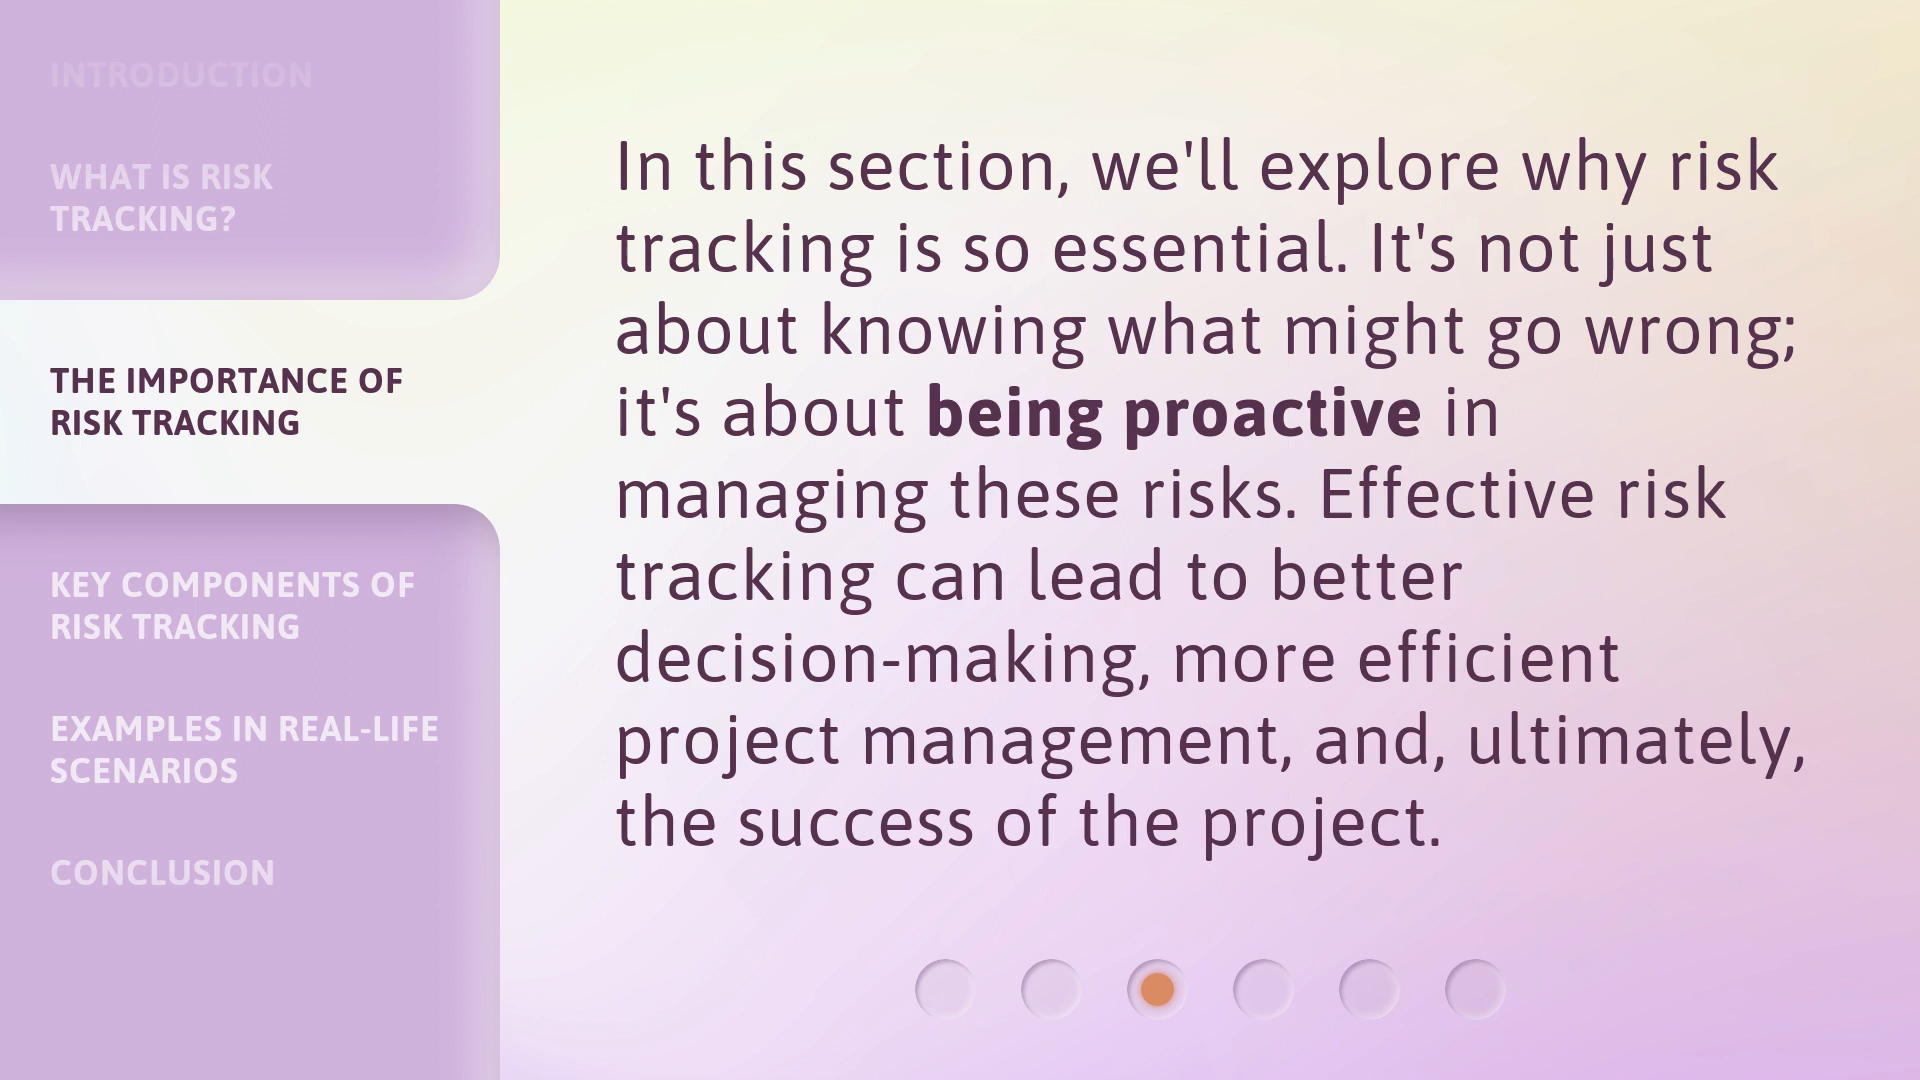 INTRODUCTION
WHAT IS RISK
TRACKING?
THE IMPORTANCE OF
RISK TRACKING
KEY COMPONENTS OF
RISK TRACKING
EXAMPLES IN REAL-LIFE
SCENARIOS
CONCLUSION
In this section, we'll explore why risk
tracking is so essential. It's not just
about knowing what might go wrong;
it's about being proactive in
managing these risks. Effective risk
tracking can lead to better
decision-making, more efficient
project management, and, ultimately,
the success of the project.